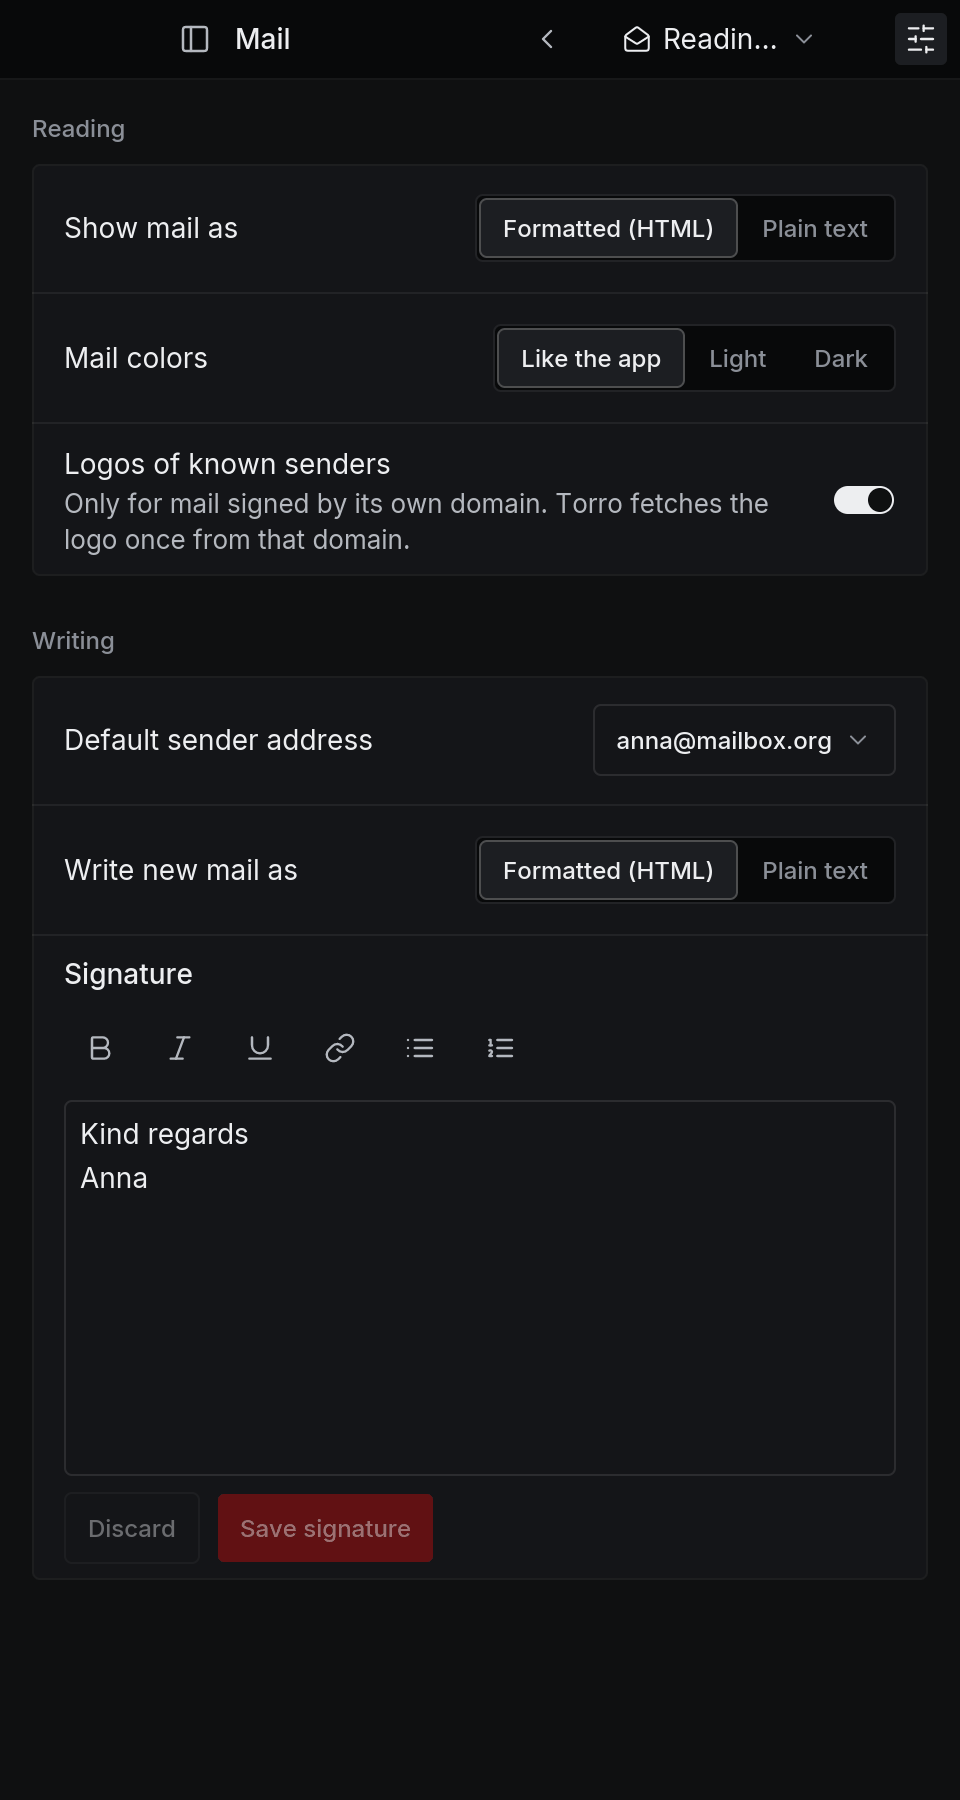 Mail
Readin...
Reading
Show mail as
Formatted (HTML)
Plain text
Mail colors
Like the app
Light
Dark
Logos of known senders
Only for mail signed by its own domain. Torro fetches the
logo once from that domain.
Writing
Default sender address
anna@mailbox.org
Write new mail as
Formatted (HTML)
Plain text
Signature
Kind regards
Anna
Discard
Save signature